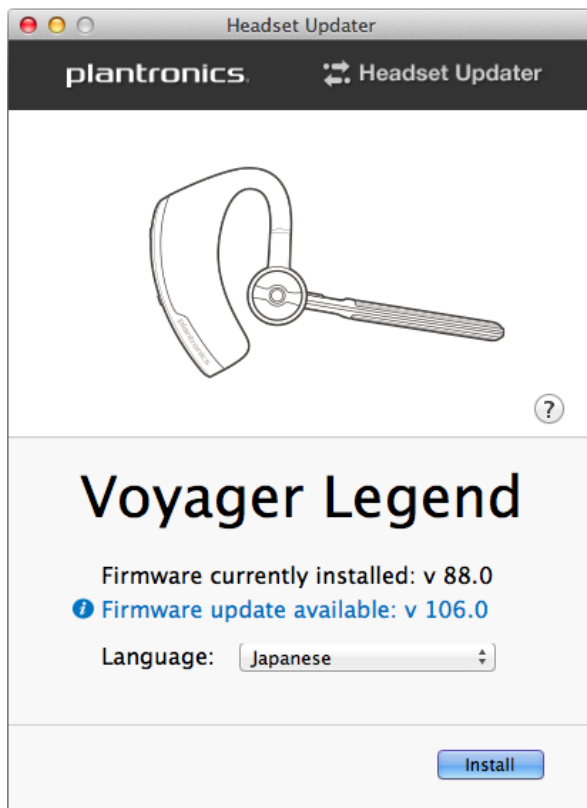 Headset Updater
plantronics. Headset Updater
plantronics
?
Voyager Legend
Firmware currently installed: v 88.0
i Firmware update available: v 106.0
Language: Japanese
Install